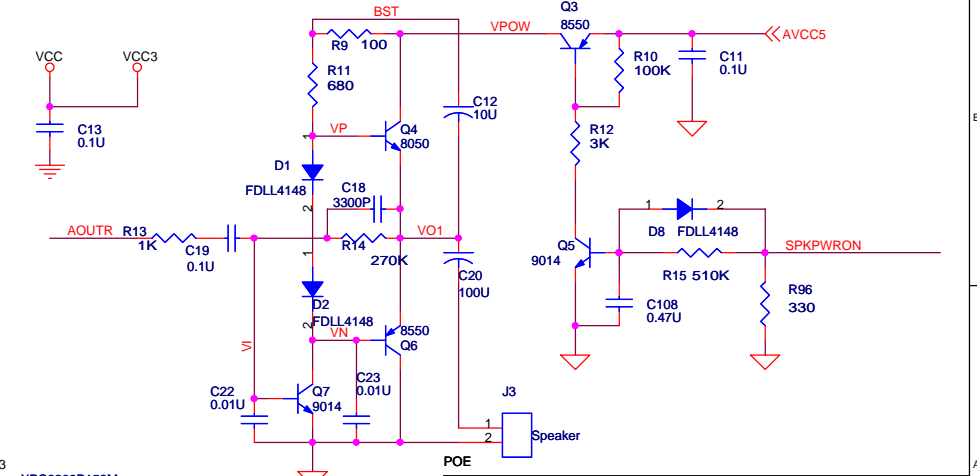 BST
Q3
8550
VPOW
AVCC5
R9 100
R10
100K
C11
0.1U
VCC
VCC3
R11
680
C12
10U
C13
0.1U
VP
Q4
8050
R12
3K
1
D1
FDLL4148
2
C18
3300P
1 2
D8 FDLL4148
AOUTR
R13
1K
C19
0.1U
R14
270K
VO1
Q5
9014
SPKPWRON
R15 510K
1
D2
FDLL4148
2
C20
100U
C108
0.47U
R96
330
VI
VN
8550
Q6
C22
0.01U
Q7
9014
C23
0.01U
J3
1
2
Speaker
POE
3